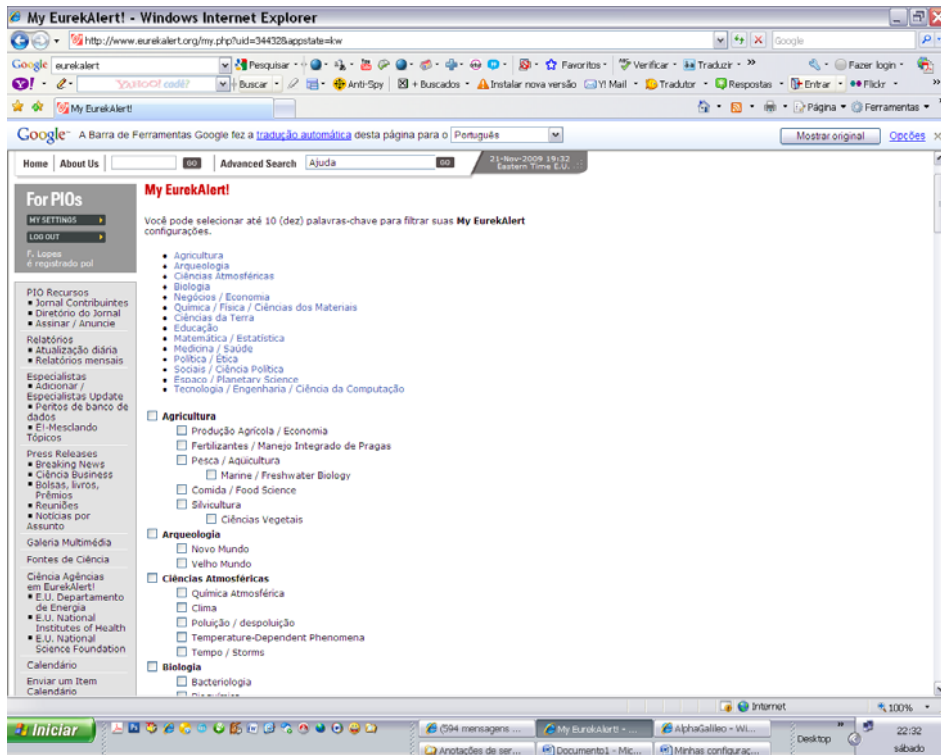 My EurekAlert! - Windows Internet Explorer
http://www.eurekalert.org/my.php?uid=34432&appstate=kw
Google
Google eurekalert Pesquisar Favoritos Verificar Traduzir Fazer login
Y! YAHOO! cadê? Buscar Anti-Spy + Buscados Instalar nova versão Y! Mail Tradutor Respostas Entrar Flickr
My EurekAlert! Página Ferramentas
Google A Barra de Ferramentas Google fez a tradução automática desta página para o Português Mostrar original Opções
Home About Us GO Advanced Search Ajuda GO 21-Nov-2009 19:32
Eastern Time E.U.
For PIOs
MY SETTINGS
LOG OUT
F. Lopes
é registrado pol
PIO Recursos
Jornal Contribuintes
Diretório do Jornal
Assinar / Anuncie
Relatórios
Atualização diária
Relatórios mensais
Especialistas
Adicionar /
Especialistas Update
Peritos de banco de
dados
E!-Mesclando
Tópicos
Press Releases
Breaking News
Ciência Business
Bolsas, livros,
Prêmios
Reuniões
Notícias por
Assunto
Galeria Multimédia
Fontes de Ciência
Ciência Agências
em EurekAlert!
E.U. Departamento
de Energia
E.U. National
Institutes of Health
E.U. National
Science Foundation
Calendário
Enviar um Item
Calendário
My EurekAlert!
Você pode selecionar até 10 (dez) palavras-chave para filtrar suas My EurekAlert
configurações.
Agricultura
Arqueologia
Ciências Atmosféricas
Biologia
Negócios / Economia
Química / Física / Ciências dos Materiais
Ciências da Terra
Educação
Matemática / Estatística
Medicina / Saúde
Política / Ética
Sociais / Ciência Política
Espaço / Planetary Science
Tecnologia / Engenharia / Ciência da Computação
Agricultura
Produção Agrícola / Economia
Fertilizantes / Manejo Integrado de Pragas
Pesca / Aqüicultura
Marine / Freshwater Biology
Comida / Food Science
Silvicultura
Ciências Vegetais
Arqueologia
Novo Mundo
Velho Mundo
Ciências Atmosféricas
Química Atmosférica
Clima
Poluição / despoluição
Temperature-Dependent Phenomena
Tempo / Storms
Biologia
Bacteriologia
Bioquímica
Internet 100%
Iniciar (594 mensagens ... My EurekAlert! - ... AlphaGalileo - Wi... Desktop 22:32
Anotações de ser... Documento1 - Mic... Minhas configuraç... sábado